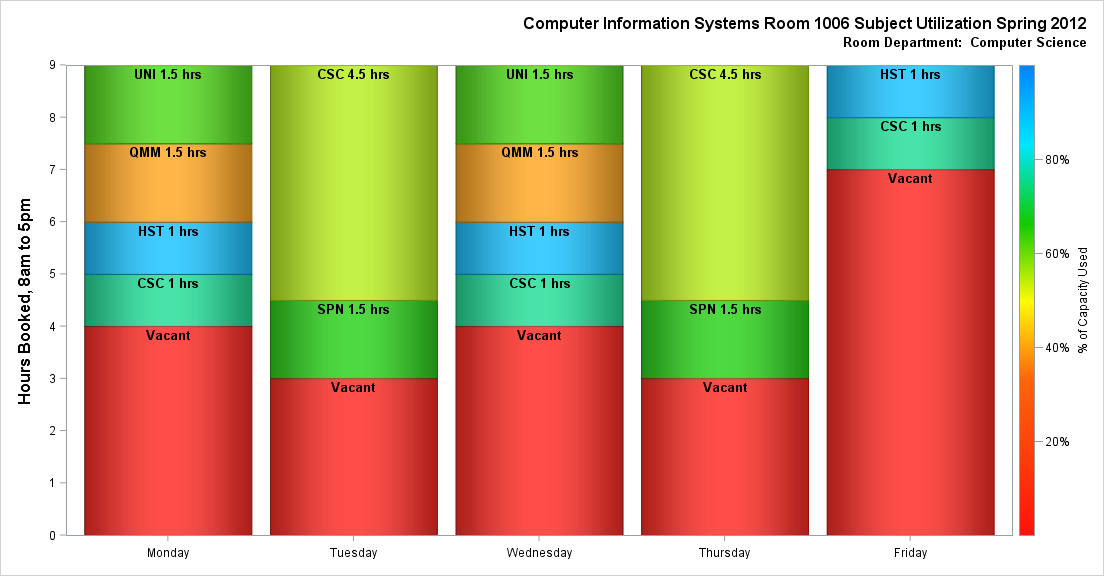 Computer Information Systems Room 1006 Subject Utilization Spring 2012
Room Department:  Computer Science
Hours Booked, 8am to 5pm
9
8
7
6
5
4
3
2
1
0
UNI 1.5 hrs
QMM 1.5 hrs
HST 1 hrs
CSC 1 hrs
Vacant
CSC 4.5 hrs
SPN 1.5 hrs
Vacant
UNI 1.5 hrs
QMM 1.5 hrs
HST 1 hrs
CSC 1 hrs
Vacant
CSC 4.5 hrs
SPN 1.5 hrs
Vacant
HST 1 hrs
CSC 1 hrs
Vacant
Monday
Tuesday
Wednesday
Thursday
Friday
80%
60%
40%
20%
% of Capacity Used